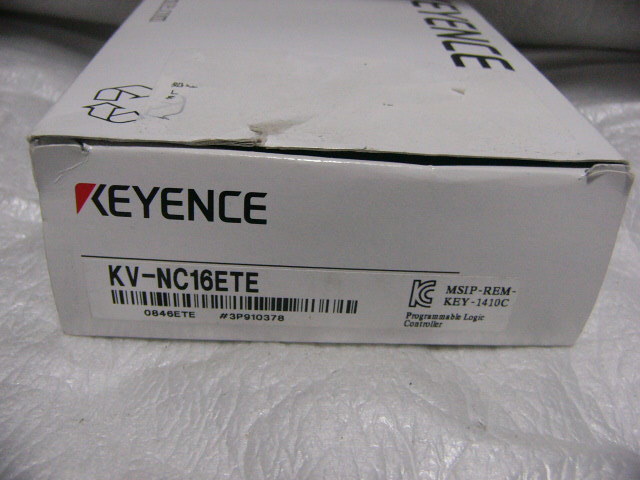 KEYENCE
KEYENCE
KV-NC16ETE
0846ETE #3P910378
MSIP-REM-
KEY-1410C
Programmable Logic
Controller